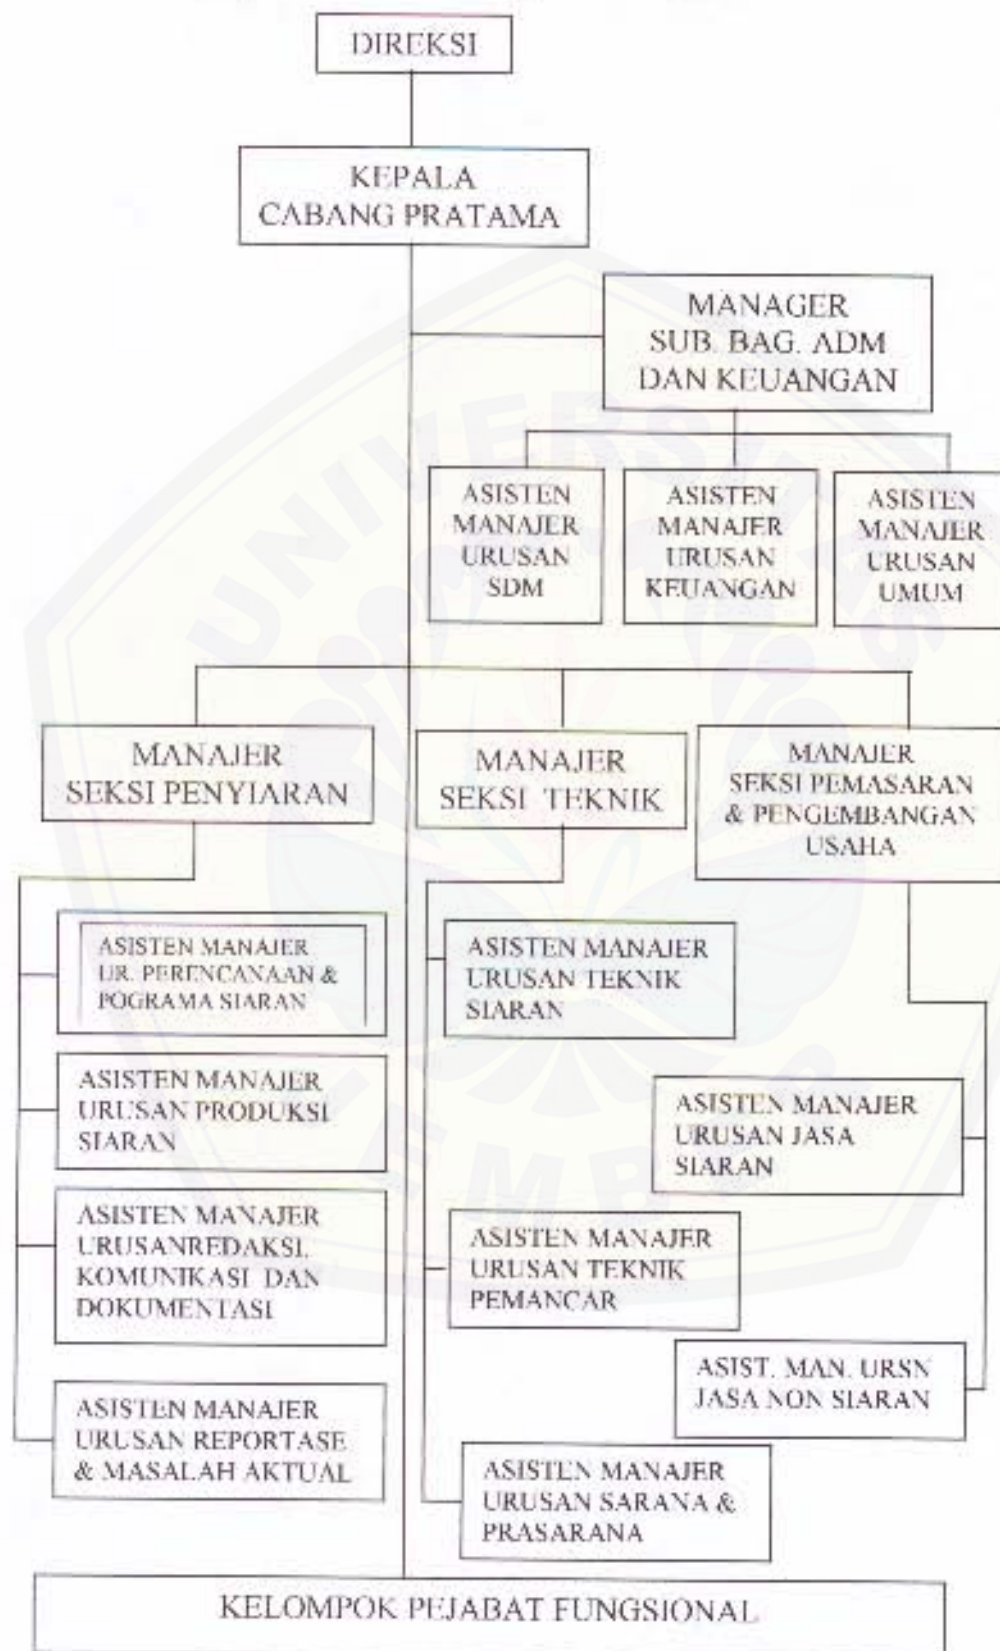 DIREKSI
KEPALA
CABANG PRATAMA
MANAGER
SUB. BAG. ADM
DAN KEUANGAN
ASISTEN
MANAJER
URUSAN
SDM
ASISTEN
MANAJER
URUSAN
KEUANGAN
ASISTEN
MANAJER
URUSAN
UMUM
MANAJER
SEKSI PENYIARAN
MANAJER
SEKSI TEKNIK
MANAJER
SEKSI PEMASARAN
& PENGEMBANGAN
USAHA
ASISTEN MANAJER
UR. PERENCANAAN &
POGRAMA SIARAN
ASISTEN MANAJER
URUSAN PRODUKSI
SIARAN
ASISTEN MANAJER
URUSANREDAKSI,
KOMUNIKASI DAN
DOKUMENTASI
ASISTEN MANAJER
URUSAN REPORTASE
& MASALAH AKTUAL
ASISTEN MANAJER
URUSAN TEKNIK
SIARAN
ASISTEN MANAJER
URUSAN TEKNIK
PEMANCAR
ASISTEN MANAJER
URUSAN SARANA &
PRASARANA
ASISTEN MANAJER
URUSAN JASA
SIARAN
ASIST. MAN. URSN
JASA NON SIARAN
KELOMPOK PEJABAT FUNGSIONAL
UNIVERSITAS
JEMBER